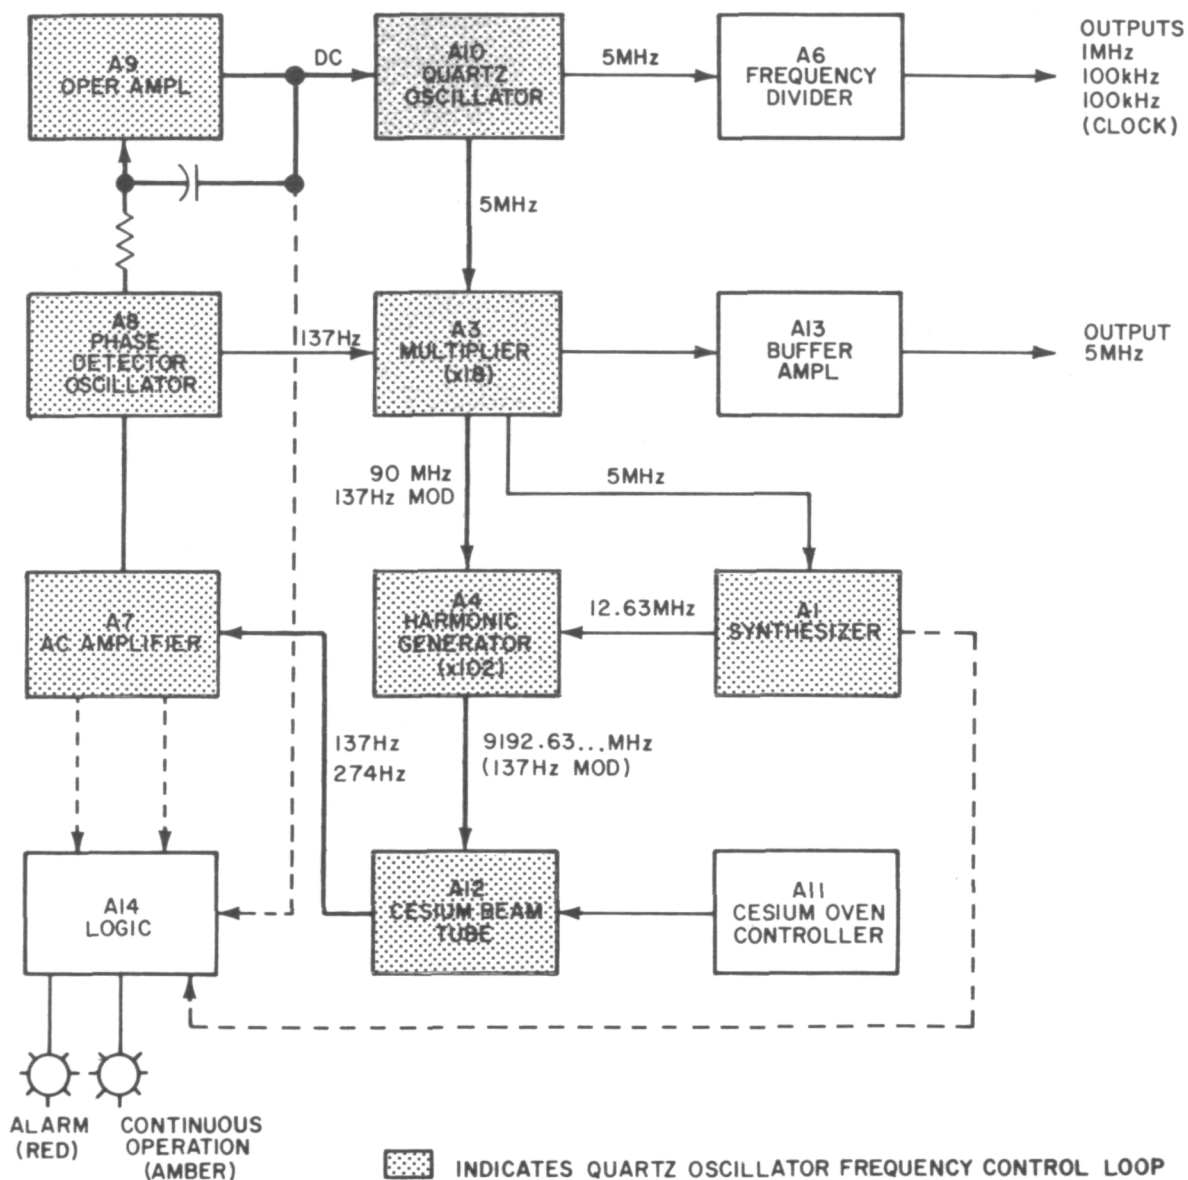 A9
OPER AMPL
DC
A10
QUARTZ
OSCILLATOR
5MHz
A6
FREQUENCY
DIVIDER
OUTPUTS
1MHz
100kHz
100kHz
(CLOCK)
5MHz
A8
PHASE
DETECTOR
OSCILLATOR
137Hz
A3
MULTIPLIER
(x18)
A13
BUFFER
AMPL
OUTPUT
5MHz
90 MHz
137Hz MOD
5MHz
A7
AC AMPLIFIER
A4
HARMONIC
GENERATOR
(x102)
12.63MHz
A1
SYNTHESIZER
137Hz
274Hz
9192.63...MHz
(137Hz MOD)
A14
LOGIC
A12
CESIUM BEAM
TUBE
A11
CESIUM OVEN
CONTROLLER
ALARM
(RED)
CONTINUOUS
OPERATION
(AMBER)
INDICATES QUARTZ OSCILLATOR FREQUENCY CONTROL LOOP